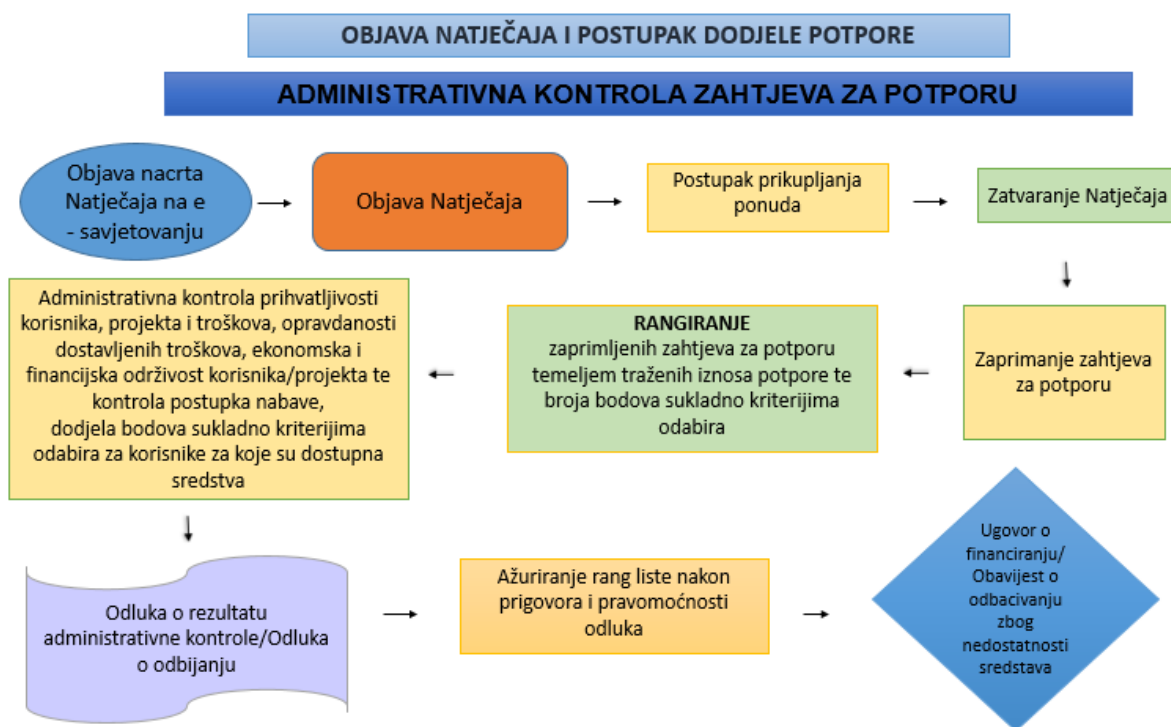 OBJAVA NATJEČAJA I POSTUPAK DODJELE POTPORE
ADMINISTRATIVNA KONTROLA ZAHTJEVA ZA POTPORU
Objava nacrta
Natječaja na e
- savjetovanju
Objava Natječaja
Postupak prikupljanja
ponuda
Zatvaranje Natječaja
Zaprimanje zahtjeva
za potporu
RANGIRANJE
zaprimljenih zahtjeva za potporu
temeljem traženih iznosa potpore te
broja bodova sukladno kriterijima
odabira
Administrativna kontrola prihvatljivosti
korisnika, projekta i troškova, opravdanosti
dostavljenih troškova, ekonomska i
financijska održivost korisnika/projekta te
kontrola postupka nabave,
dodjela bodova sukladno kriterijima
odabira za korisnike za koje su dostupna
sredstva
Odluka o rezultatu
administrativne kontrole/Odluka
o odbijanju
Ažuriranje rang liste nakon
prigovora i pravomoćnosti
odluka
Ugovor o
financiranju/
Obavijest o
odbacivanju
zbog
nedostatnosti
sredstava